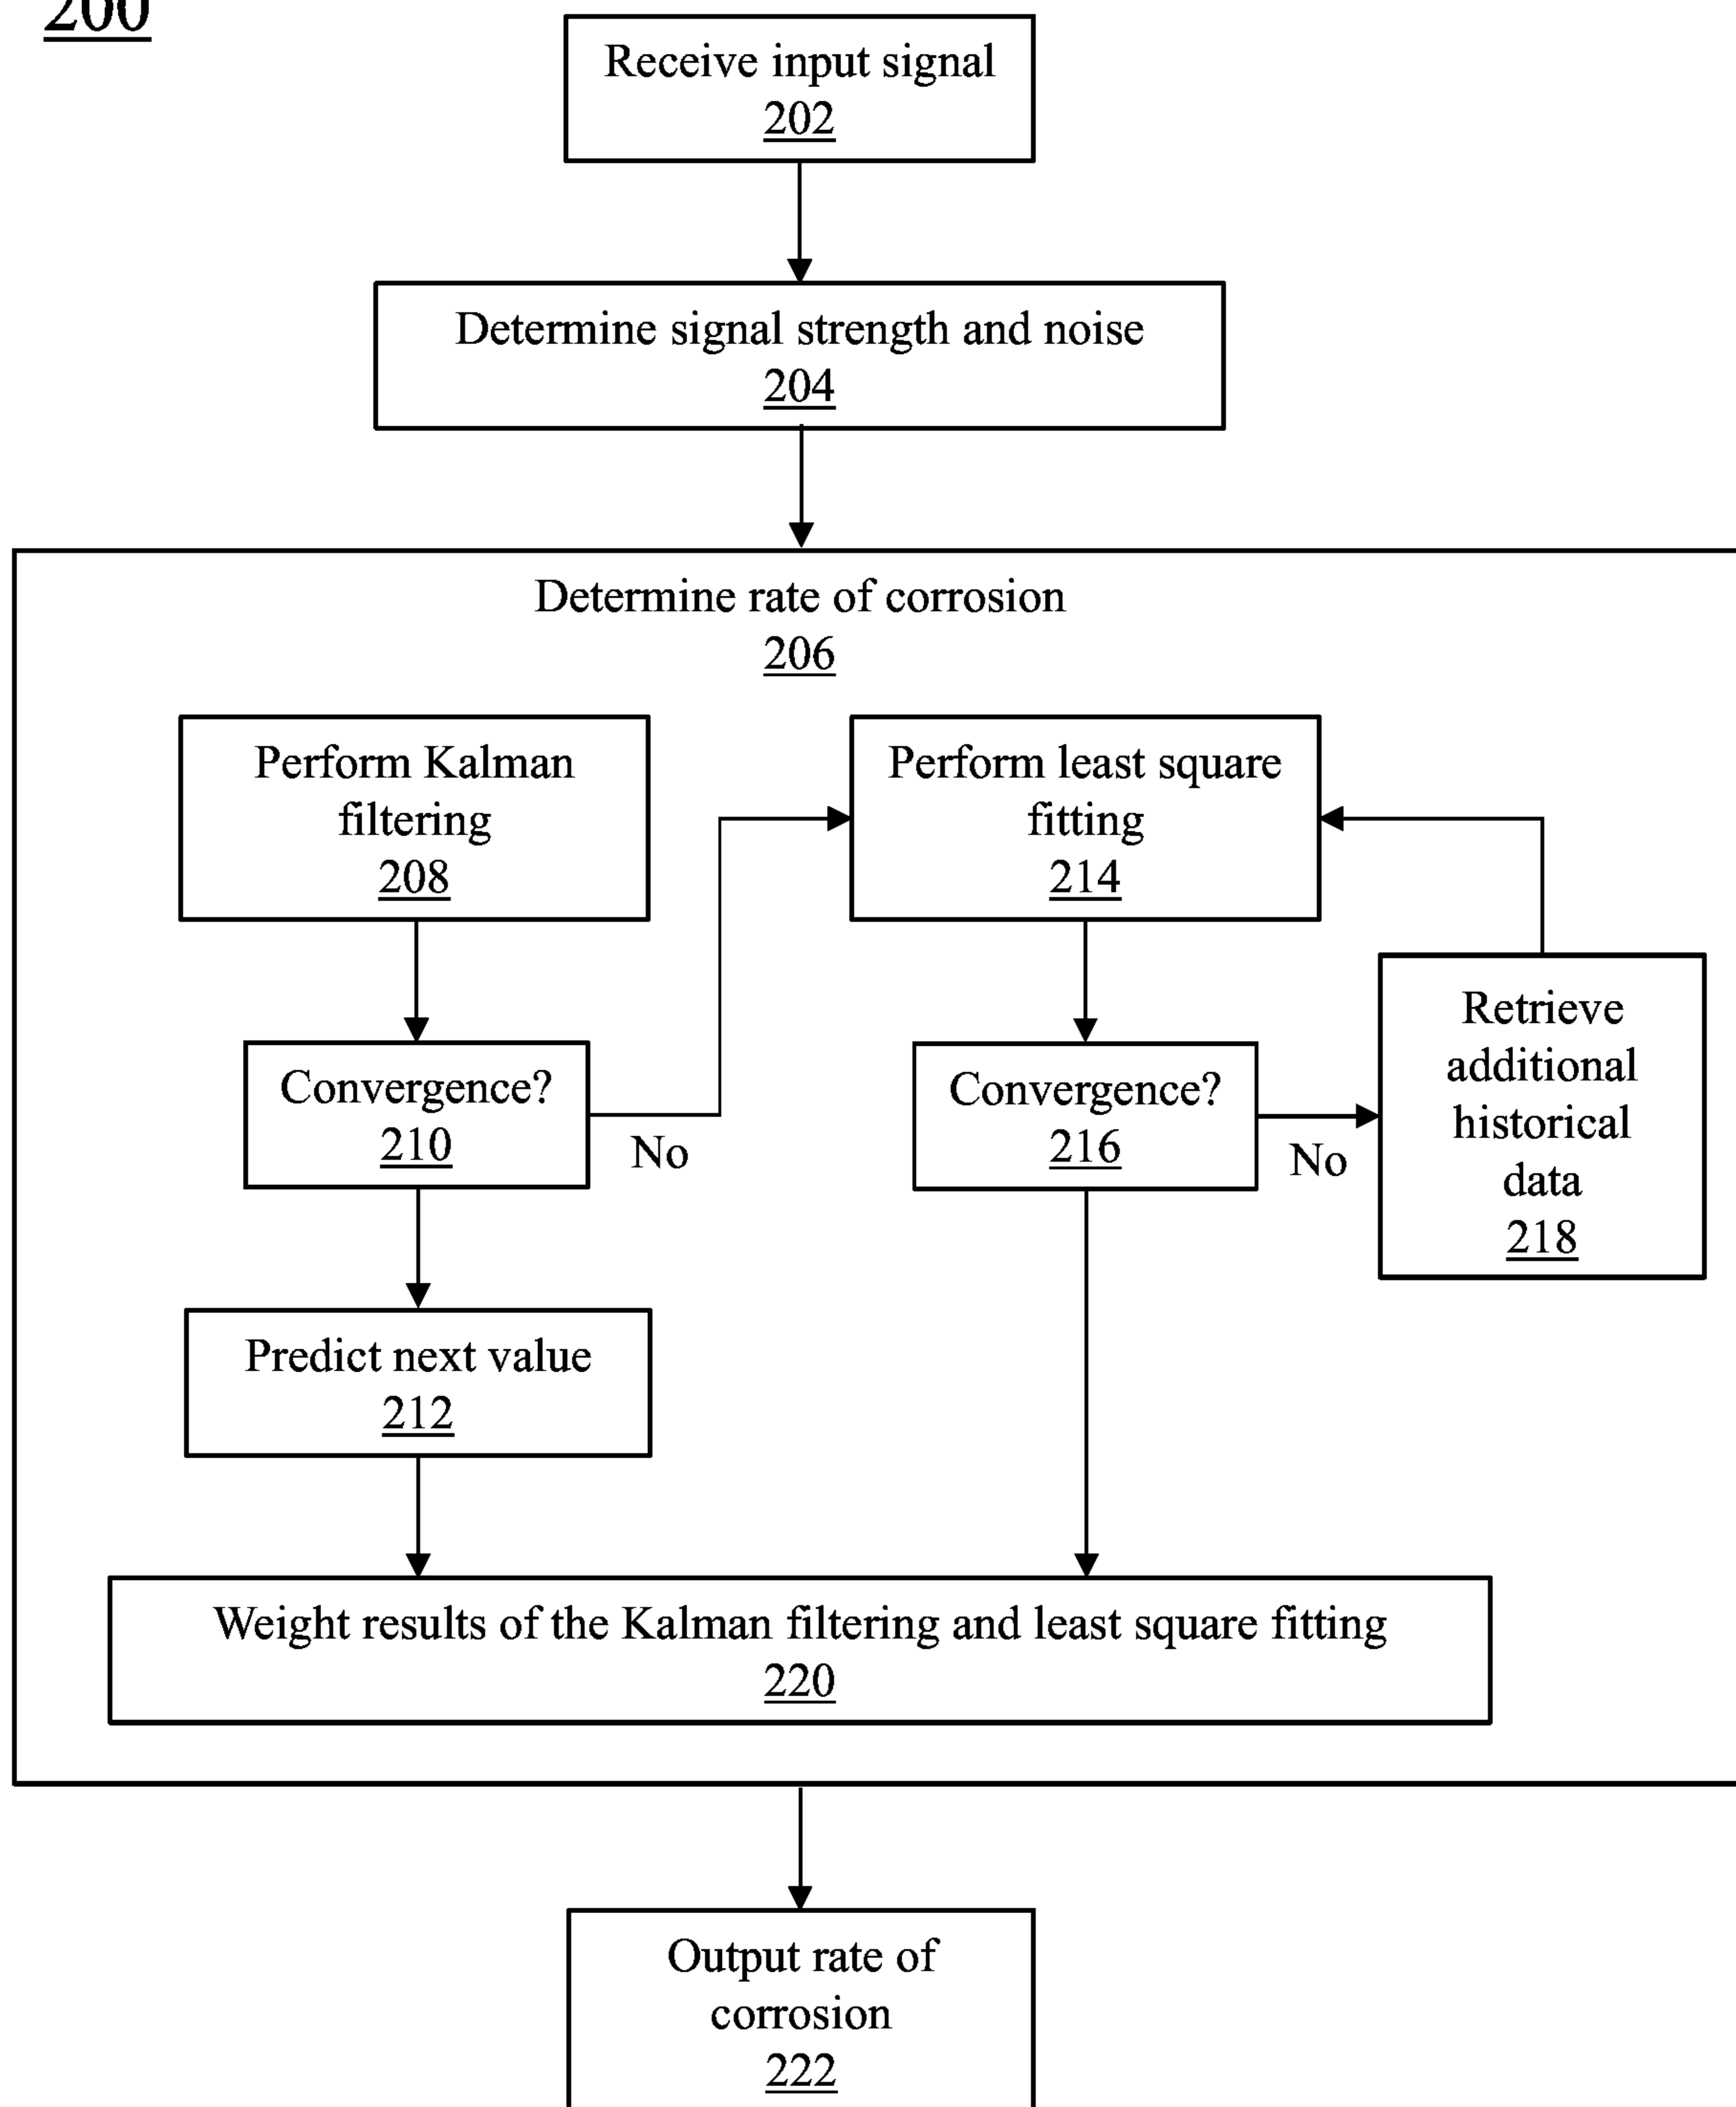 200
Receive input signal
202
Determine signal strength and noise
204
Determine rate of corrosion
206
Perform Kalman
filtering
208
Perform least square
fitting
214
Convergence?
210
No
Convergence?
216
No
Retrieve
additional
historical
data
218
Predict next value
212
Weight results of the Kalman filtering and least square fitting
220
Output rate of
corrosion
222